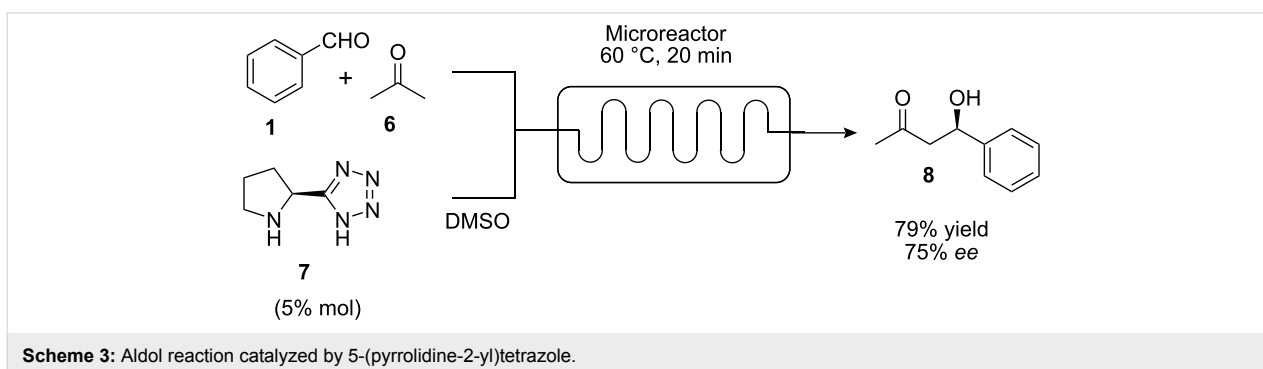 Microreactor
60 °C, 20 min
CHO
O
+
1
6
O
OH
8
N
N
N
N
H
N
H
DMSO
7
(5% mol)
79% yield
75% ee
Scheme 3: Aldol reaction catalyzed by 5-(pyrrolidine-2-yl)tetrazole.